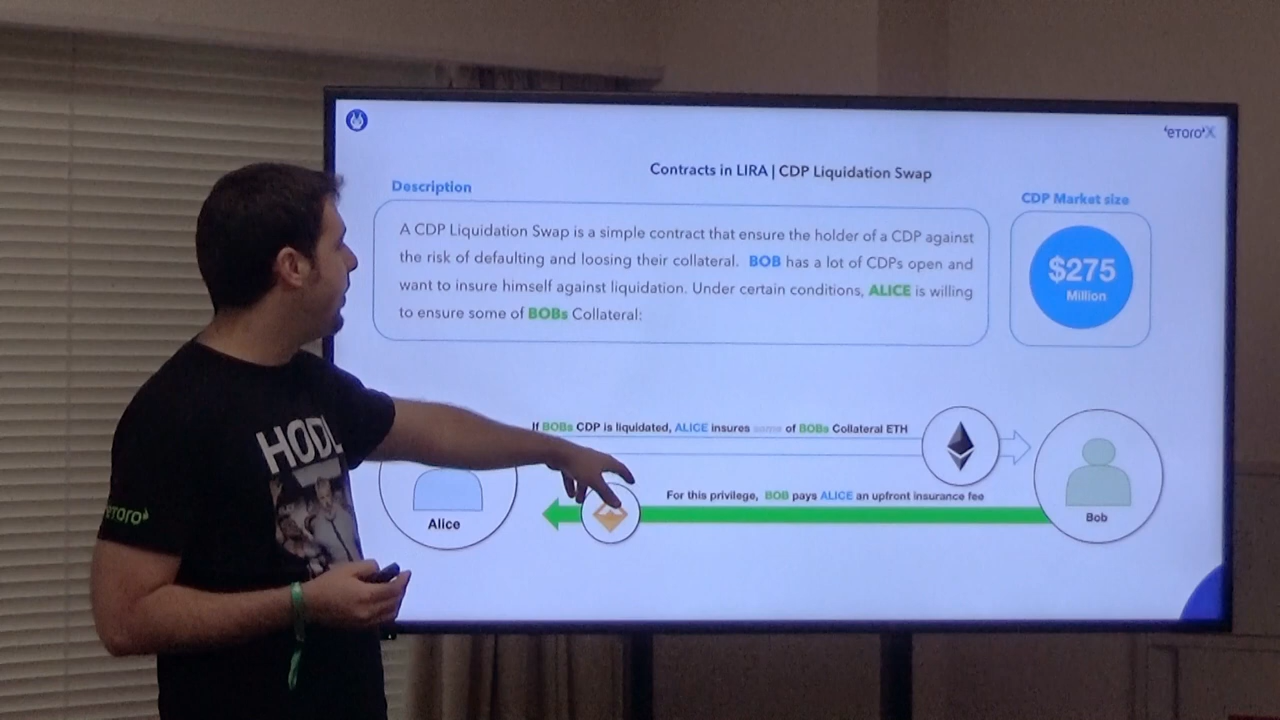 'eToro'X
Contracts in LIRA | CDP Liquidation Swap
Description
CDP Market size
A CDP Liquidation Swap is a simple contract that ensure the holder of a CDP against
the risk of defaulting and loosing their collateral. BOB has a lot of CDPs open and
want to insure himself against liquidation. Under certain conditions, ALICE is willing
to ensure some of BOBs Collateral:
$275
Million
If BOBs CDP is liquidated, ALICE insures some of BOBs Collateral ETH
For this privilege, BOB pays ALICE an upfront insurance fee
Alice
Bob
HODL
eToro